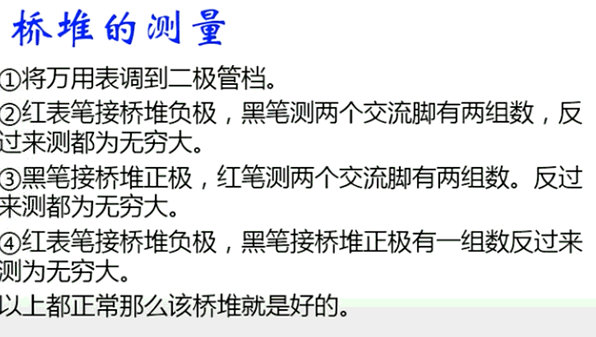 桥堆的测量
①将万用表调到二极管档。
②红表笔接桥堆负极，黑笔测两个交流脚有两组数，反
过来测都为无穷大。
③黑笔接桥堆正极，红笔测两个交流脚有两组数。反过
来测都为无穷大。
④红表笔接桥堆负极，黑笔接桥堆正极有一组数反过来
测为无穷大。
以上都正常那么该桥堆就是好的。